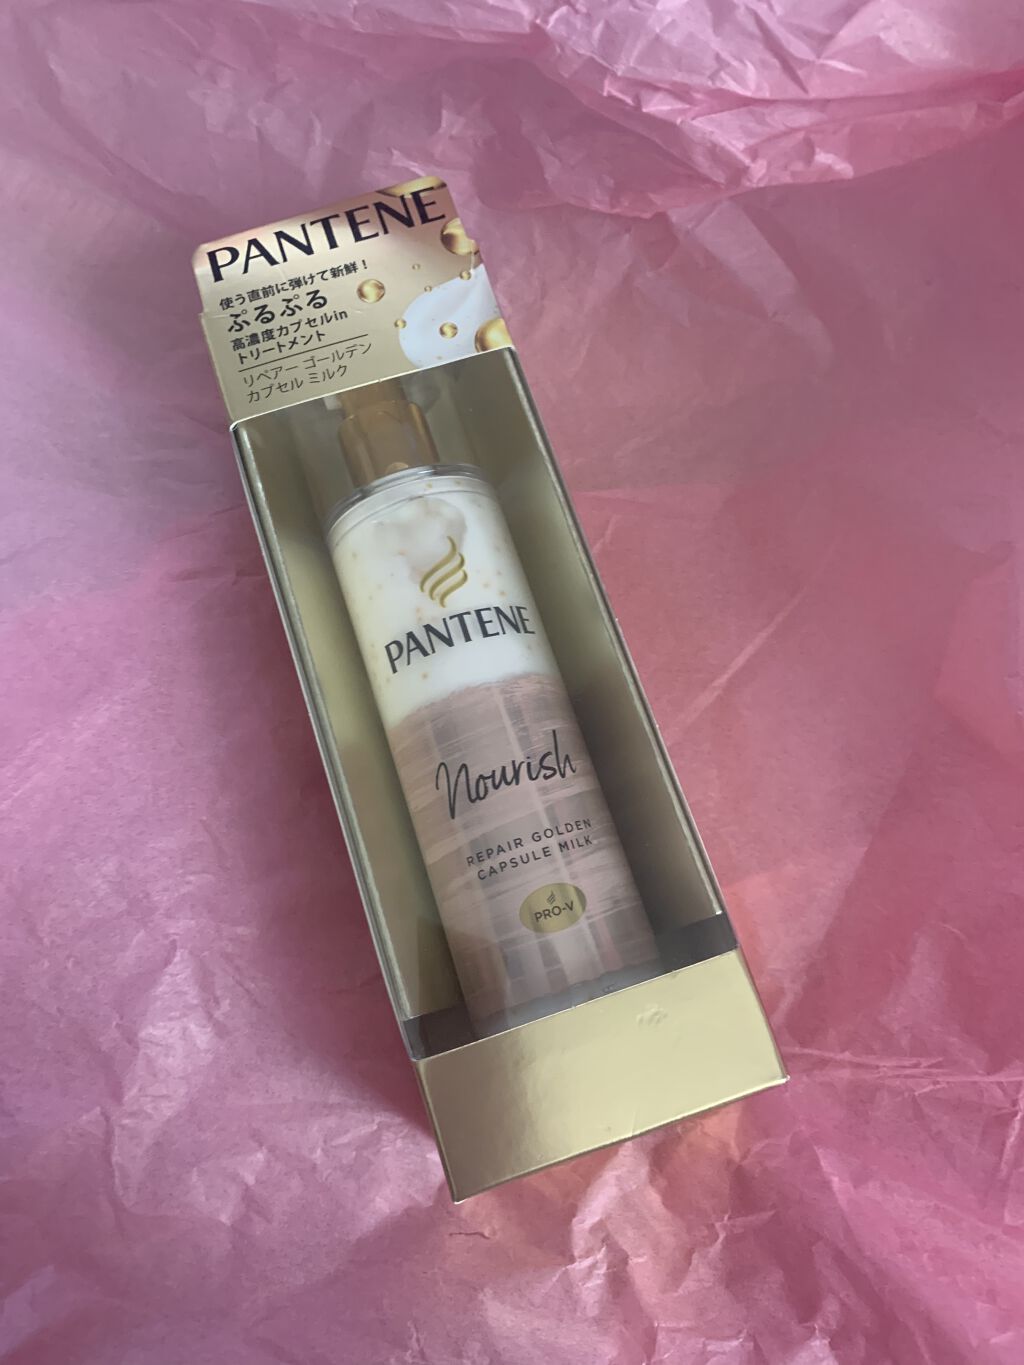 PANTENE
使う直前に弾けて新鮮！
ぷるぷる
高濃度カプセルin
トリートメント
リペアー ゴールデン
カプセル ミルク
PANTENE
Nourish
REPAIR GOLDEN
CAPSULE MILK
PRO-V